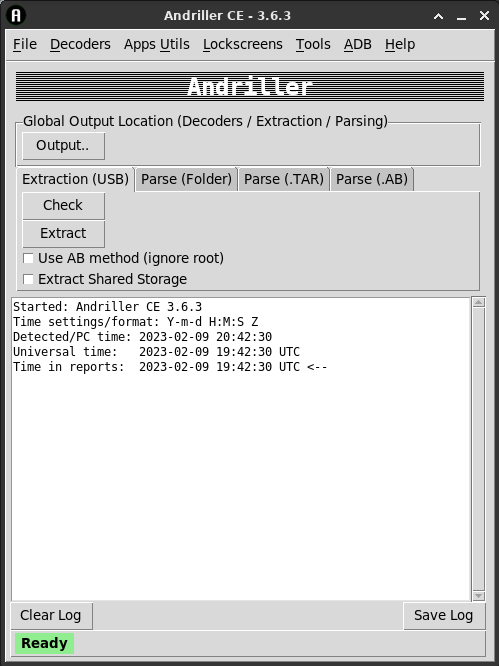 Andriller CE - 3.6.3
File Decoders Apps Utils Lockscreens Tools ADB Help
Andriller
Global Output Location (Decoders / Extraction / Parsing)
Output..
Extraction (USB) Parse (Folder) Parse (.TAR) Parse (.AB)
Check
Extract
Use AB method (ignore root)
Extract Shared Storage
Started: Andriller CE 3.6.3
Time settings/format: Y-m-d H:M:S Z
Detected/PC time: 2023-02-09 20:42:30
Universal time:   2023-02-09 19:42:30 UTC
Time in reports:  2023-02-09 19:42:30 UTC <--
Clear Log Save Log
Ready